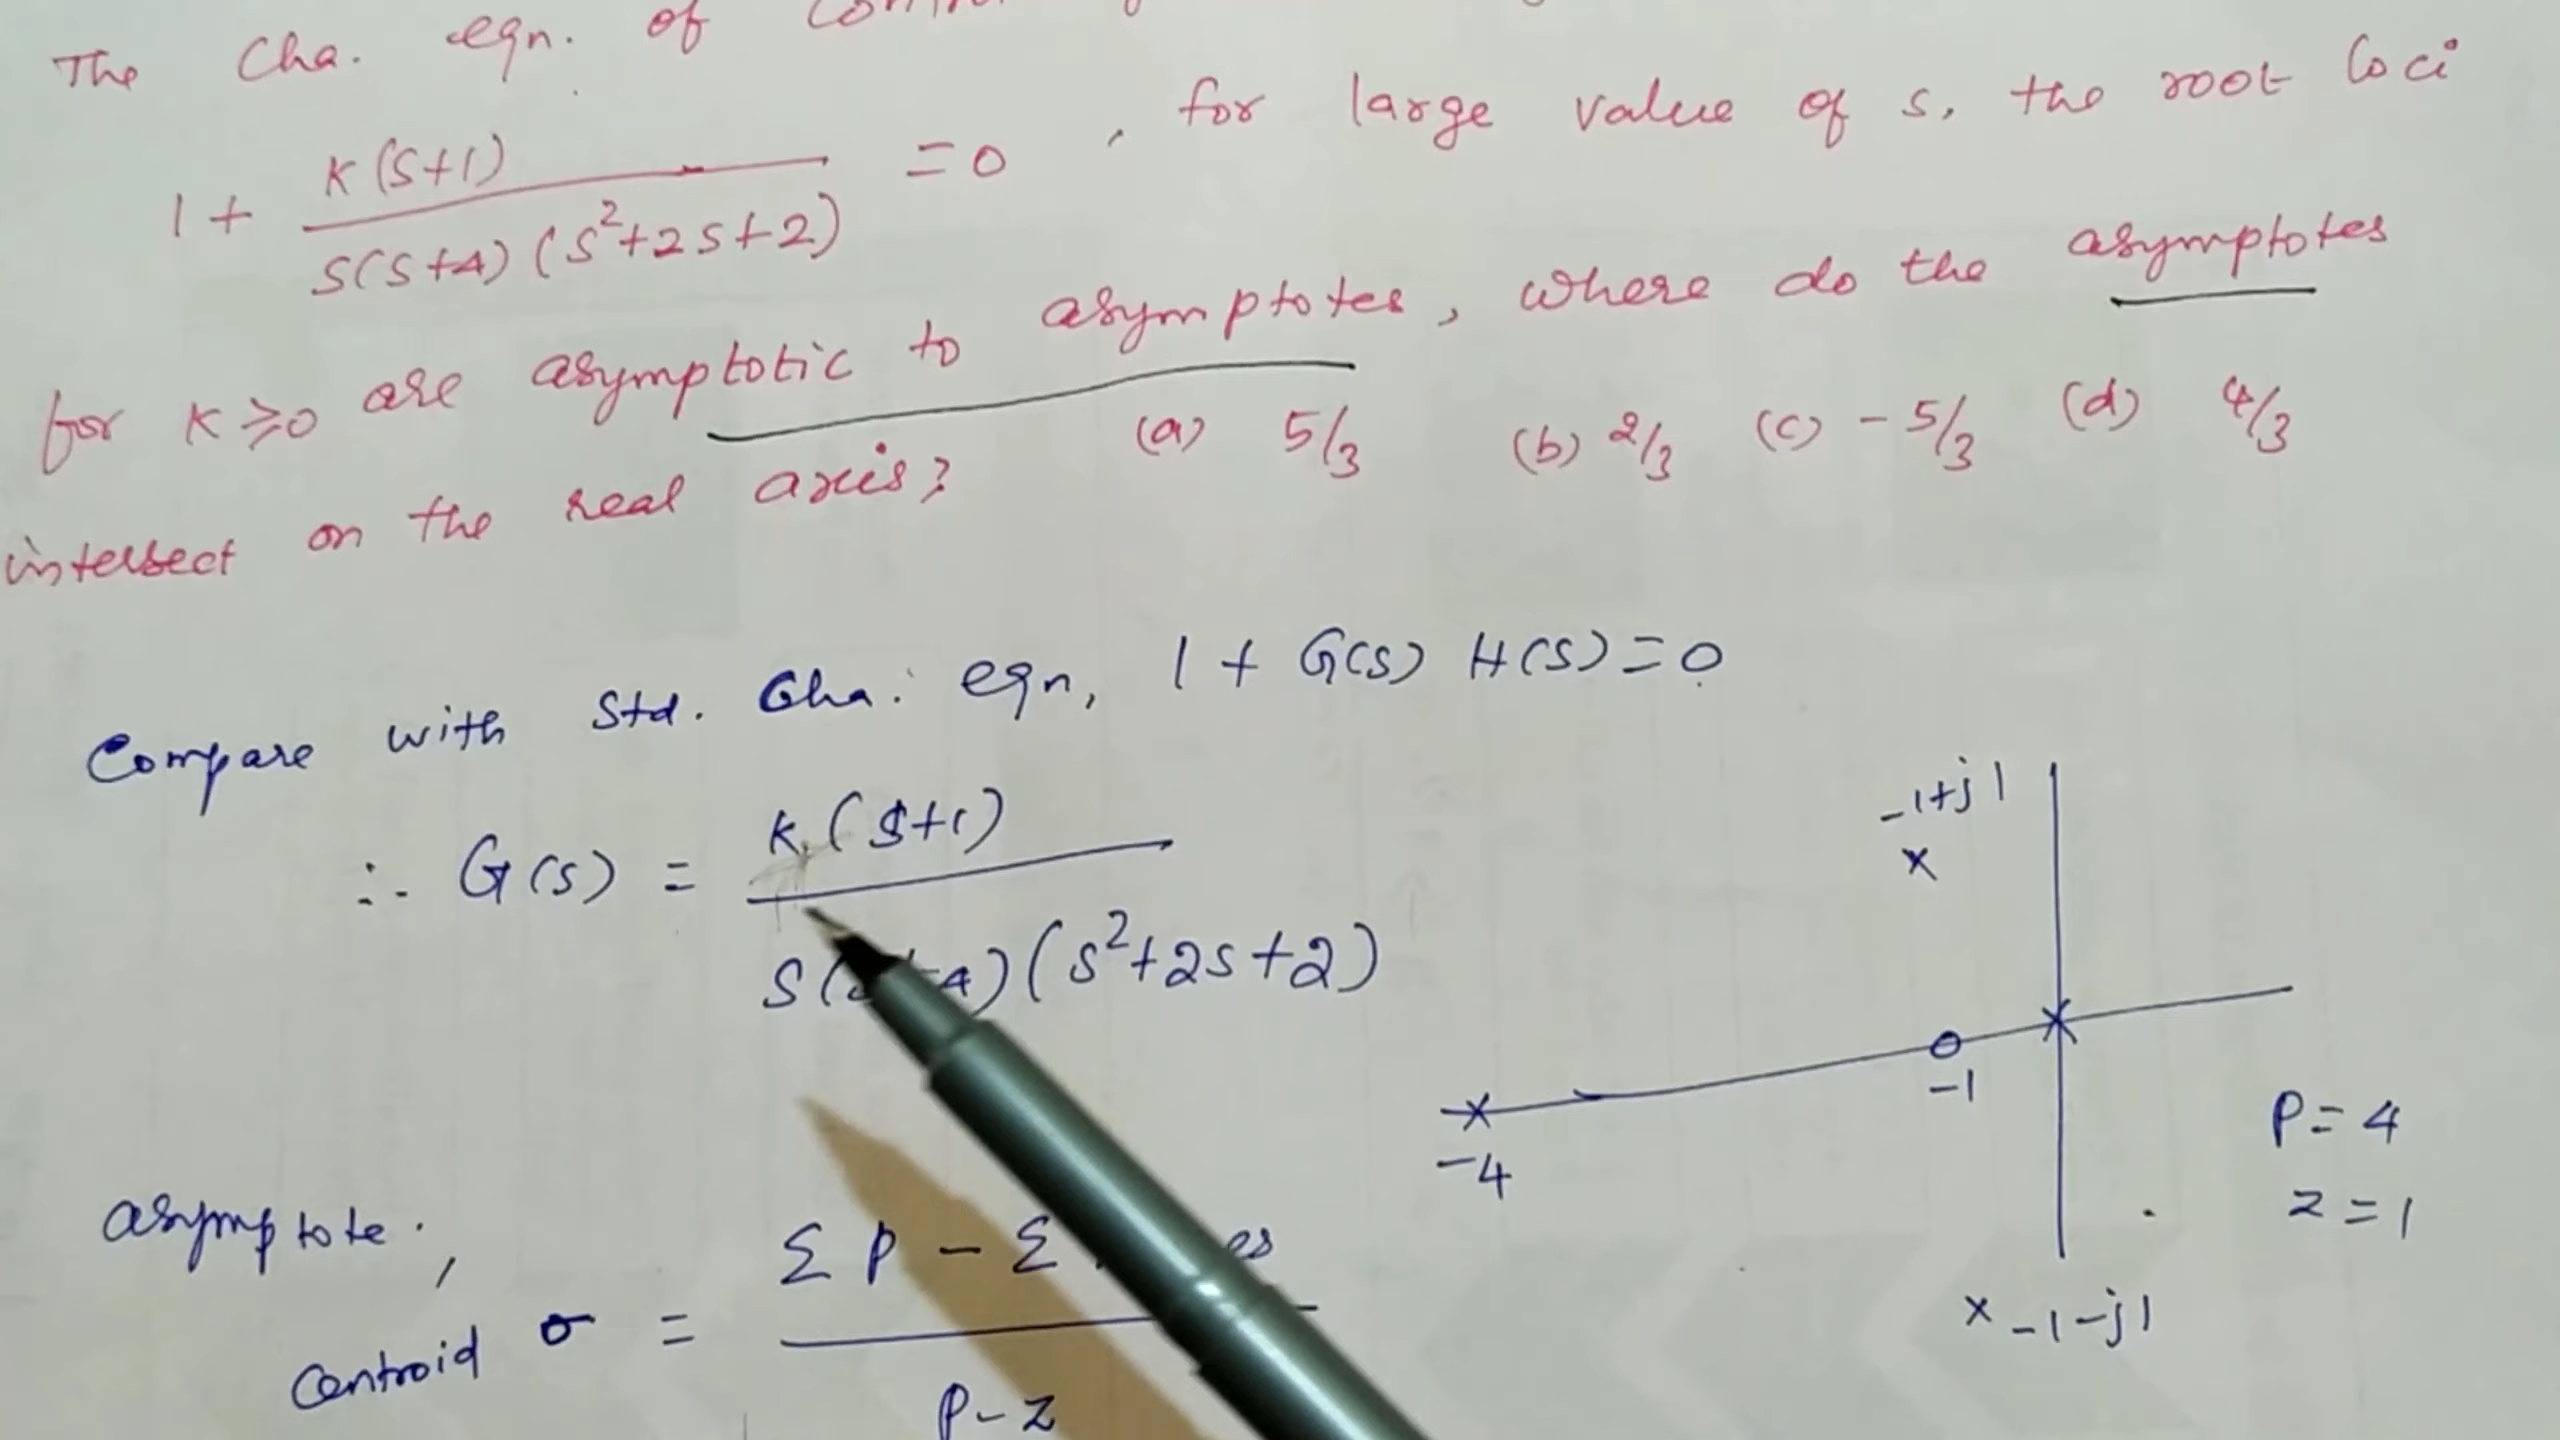 The Cha. eqn. of
1 + K(S+1) / S(S+4)(S²+2S+2) = 0 , for large value of s, the root loci
for K ≥ 0 are asymptotic to asymptotes, where do the asymptotes
intersect on the real axis? (a) 5/3 (b) 2/3 (c) -5/3 (d) 4/3
Compare with Std. Cha. eqn, 1 + G(S) H(S) = 0
∴ G(S) = K(S+1) / S( 4)(S²+2S+2)
-1+j1
x
x
-4
-1
P = 4
Z = 1
x -1-j1
asymptote,
Centroid σ = Σ P - Σ / P-Z